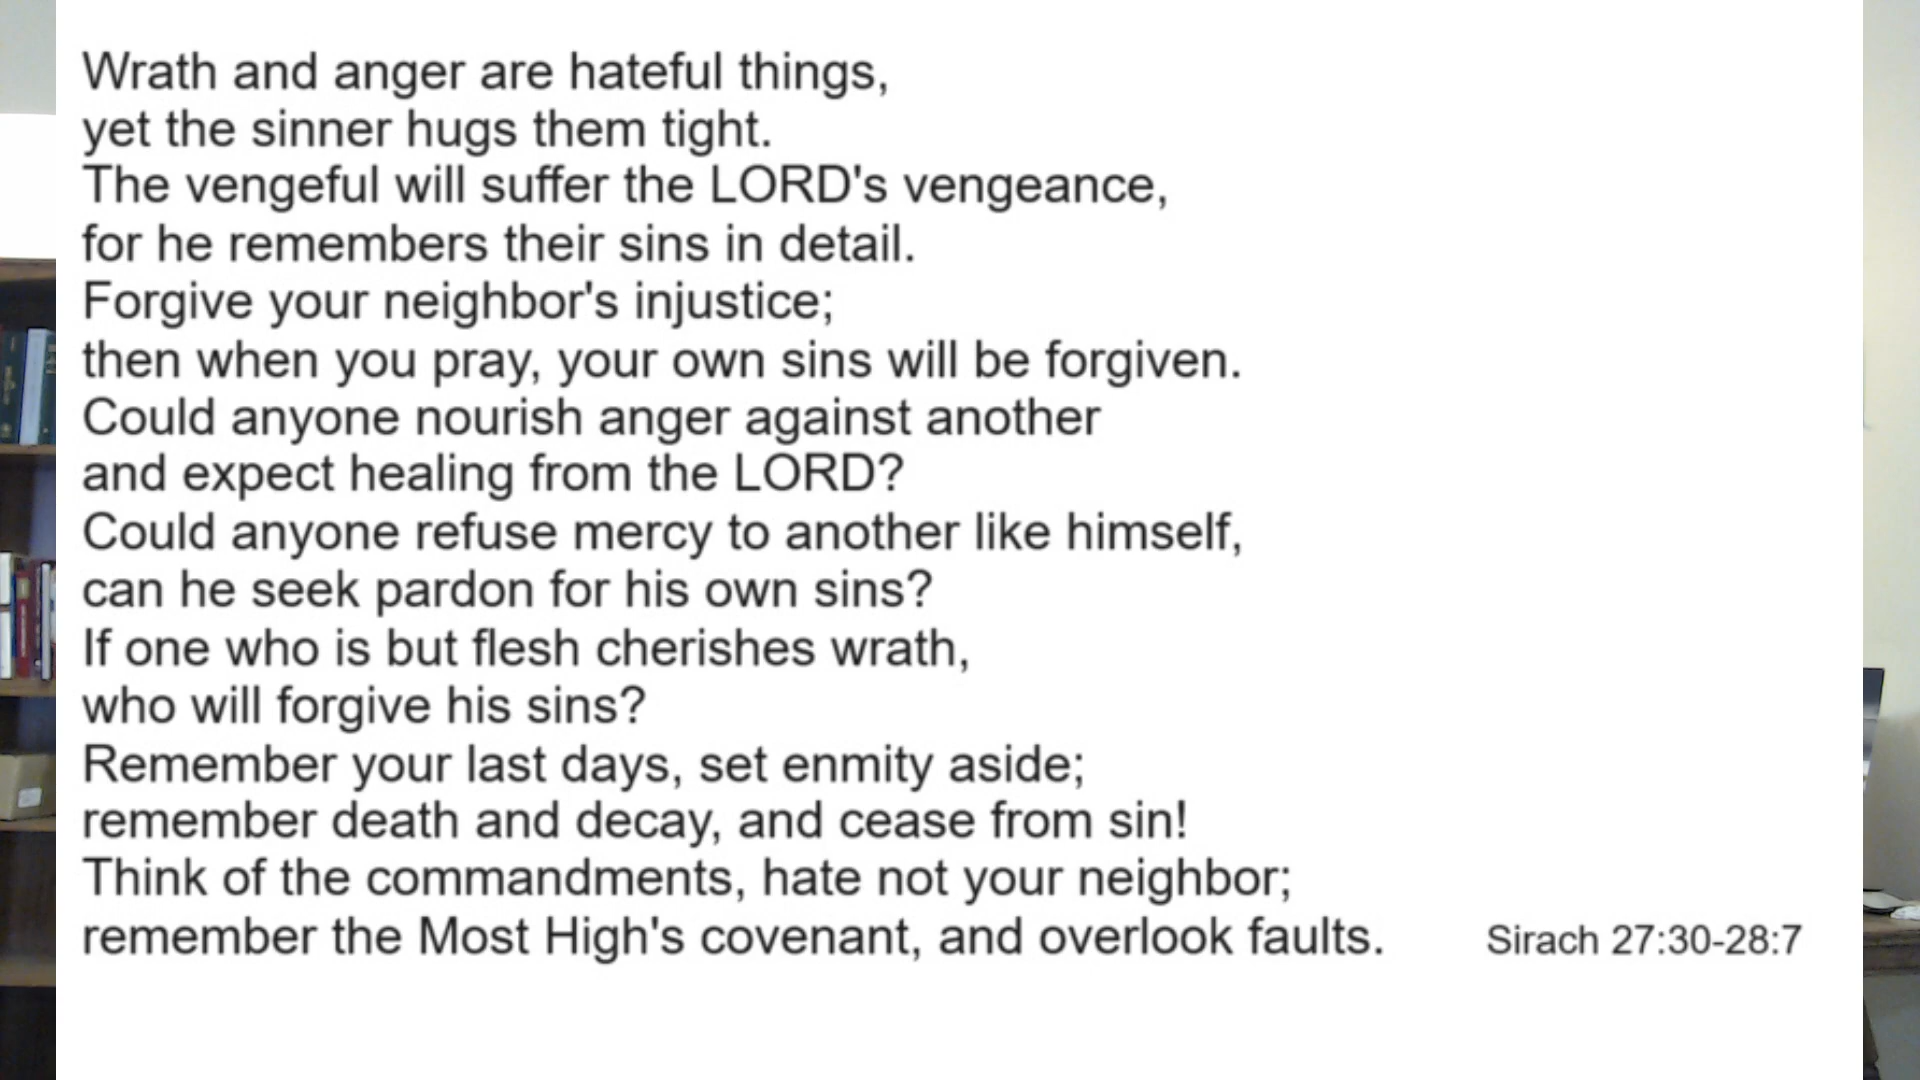 Wrath and anger are hateful things,
yet the sinner hugs them tight.
The vengeful will suffer the LORD's vengeance,
for he remembers their sins in detail.
Forgive your neighbor's injustice;
then when you pray, your own sins will be forgiven.
Could anyone nourish anger against another
and expect healing from the LORD?
Could anyone refuse mercy to another like himself,
can he seek pardon for his own sins?
If one who is but flesh cherishes wrath,
who will forgive his sins?
Remember your last days, set enmity aside;
remember death and decay, and cease from sin!
Think of the commandments, hate not your neighbor;
remember the Most High's covenant, and overlook faults. Sirach 27:30-28:7